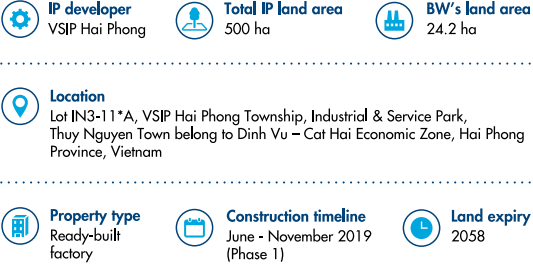 IP developer
VSIP Hai Phong
Total IP land area
500 ha
BW's land area
24.2 ha
Location
Lot IN3-11*A, VSIP Hai Phong Township, Industrial & Service Park,
Thuy Nguyen Town belong to Dinh Vu – Cat Hai Economic Zone, Hai Phong
Province, Vietnam
Property type
Ready-built
factory
Construction timeline
June - November 2019
(Phase 1)
Land expiry
2058